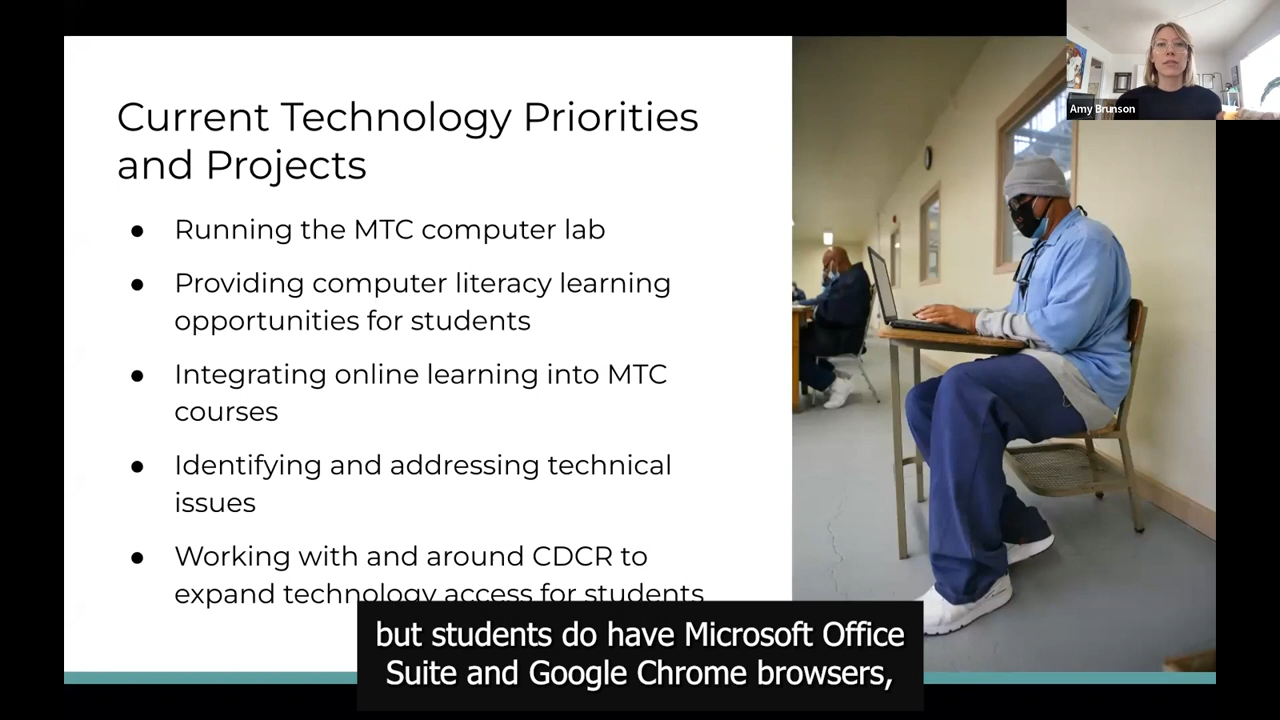 Current Technology Priorities
and Projects
● Running the MTC computer lab
● Providing computer literacy learning
opportunities for students
● Integrating online learning into MTC
courses
● Identifying and addressing technical
issues
● Working with and around CDCR to
expand technology access for students
but students do have Microsoft Office
Suite and Google Chrome browsers,
Amy Brunson